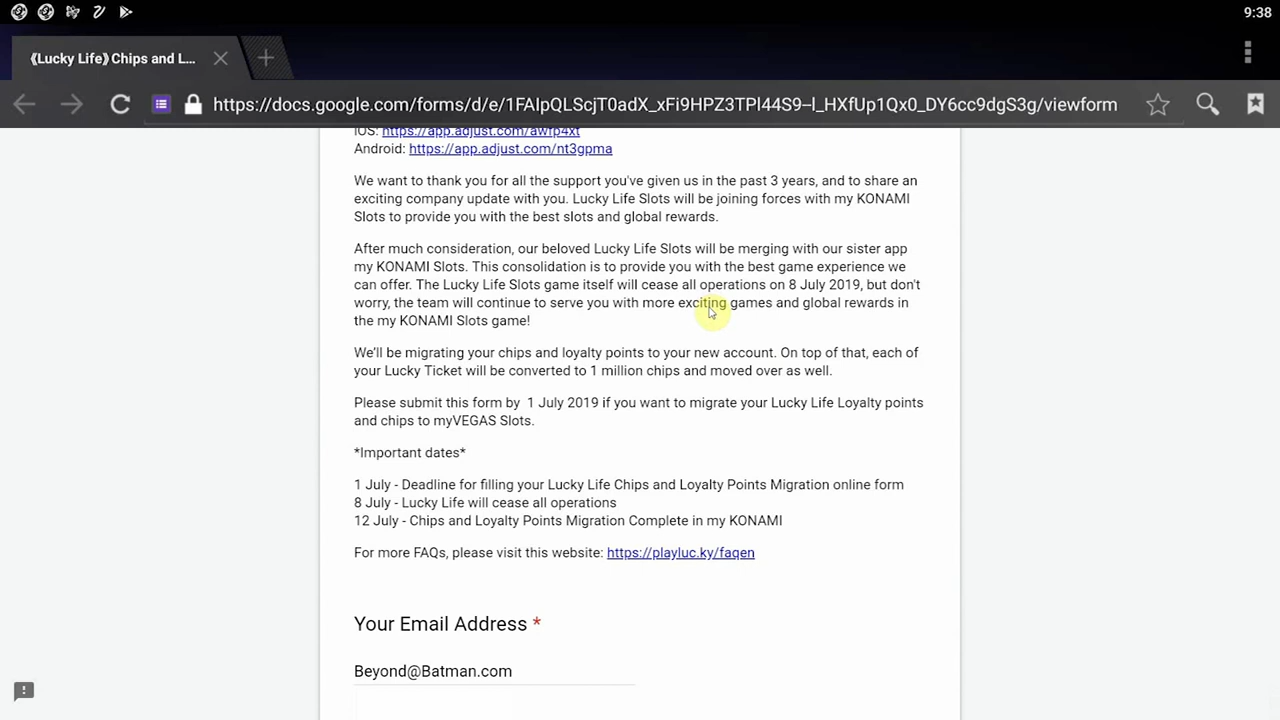 9:38
《Lucky Life》Chips and L...
https://docs.google.com/forms/d/e/1FAIpQLScjT0adX_xFi9HPZ3TPl44S9--l_HXfUp1Qx0_DY6cc9dgS3g/viewform
iOS: https://app.adjust.com/awfp4xt
Android: https://app.adjust.com/nt3gpma
We want to thank you for all the support you've given us in the past 3 years, and to share an
exciting company update with you. Lucky Life Slots will be joining forces with my KONAMI
Slots to provide you with the best slots and global rewards.
After much consideration, our beloved Lucky Life Slots will be merging with our sister app
my KONAMI Slots. This consolidation is to provide you with the best game experience we
can offer. The Lucky Life Slots game itself will cease all operations on 8 July 2019, but don't
worry, the team will continue to serve you with more exciting games and global rewards in
the my KONAMI Slots game!
We'll be migrating your chips and loyalty points to your new account. On top of that, each of
your Lucky Ticket will be converted to 1 million chips and moved over as well.
Please submit this form by 1 July 2019 if you want to migrate your Lucky Life Loyalty points
and chips to myVEGAS Slots.
*Important dates*
1 July - Deadline for filling your Lucky Life Chips and Loyalty Points Migration online form
8 July - Lucky Life will cease all operations
12 July - Chips and Loyalty Points Migration Complete in my KONAMI
For more FAQs, please visit this website: https://playluc.ky/faqen
Your Email Address *
Beyond@Batman.com